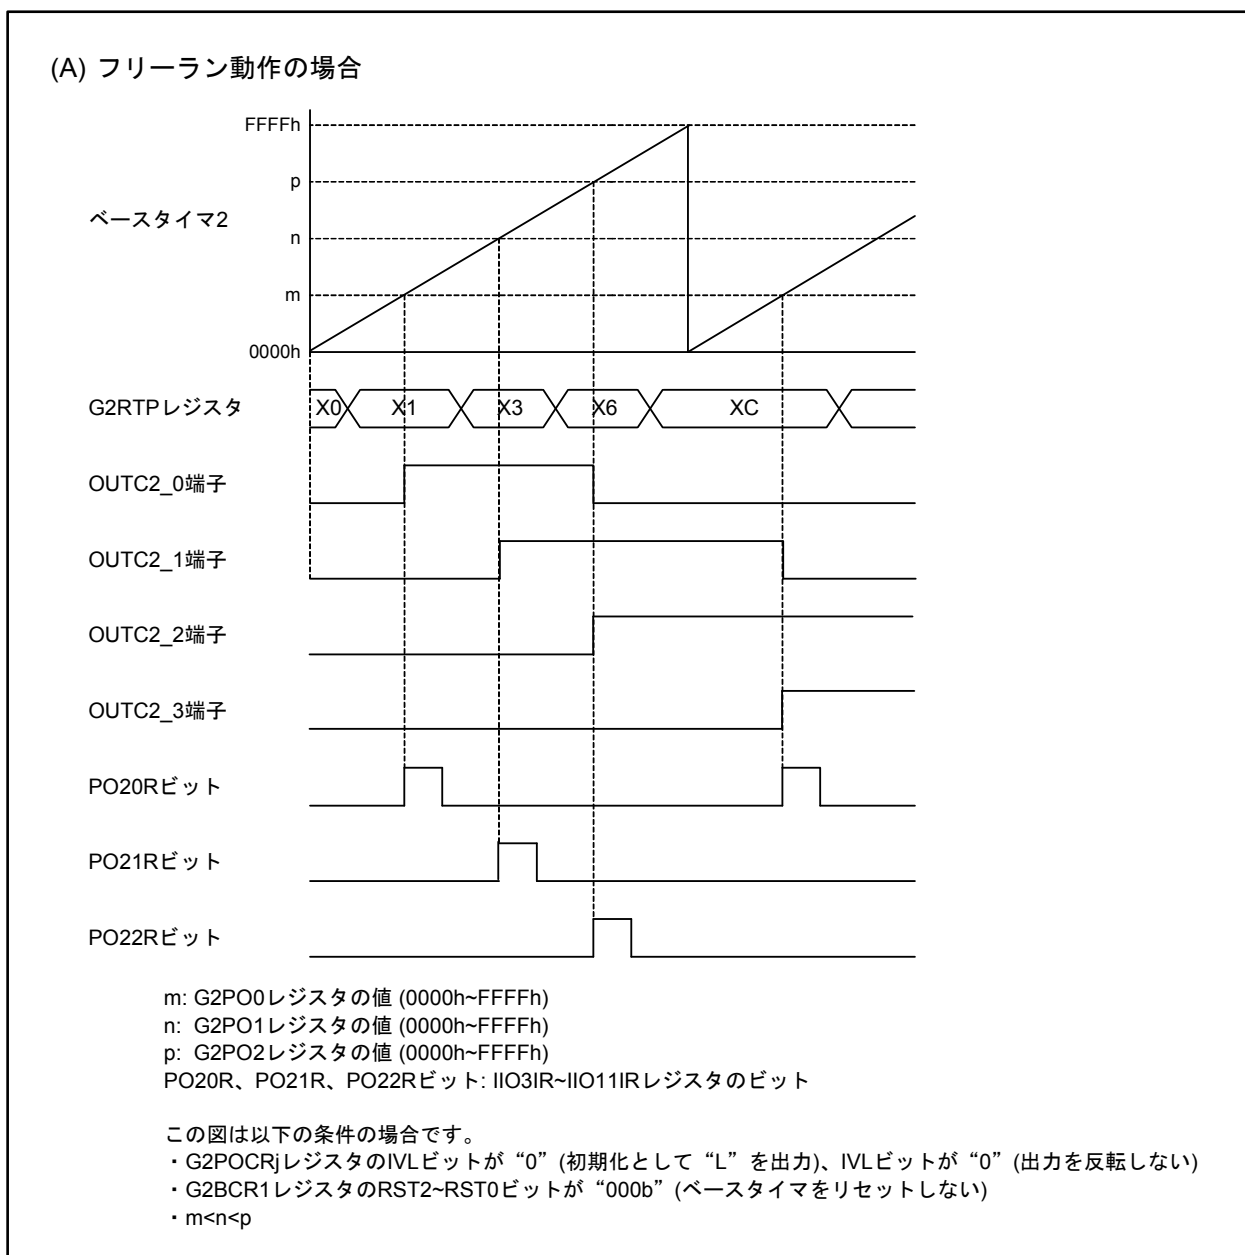 (A) フリーラン動作の場合
FFFFh
p
ベースタイマ2
n
m
0000h
G2RTPレジスタ X0 X1 X3 X6 XC
OUTC2_0端子
OUTC2_1端子
OUTC2_2端子
OUTC2_3端子
PO20Rビット
PO21Rビット
PO22Rビット
m: G2PO0レジスタの値 (0000h~FFFFh)
n: G2PO1レジスタの値 (0000h~FFFFh)
p: G2PO2レジスタの値 (0000h~FFFFh)
PO20R、PO21R、PO22Rビット: IIO3IR~IIO11IRレジスタのビット
この図は以下の条件の場合です。
・G2POCRjレジスタのIVLビットが“0” (初期化として“L”を出力)、IVLビットが“0” (出力を反転しない)
・G2BCR1レジスタのRST2~RST0ビットが“000b” (ベースタイマをリセットしない)
・m<n<p